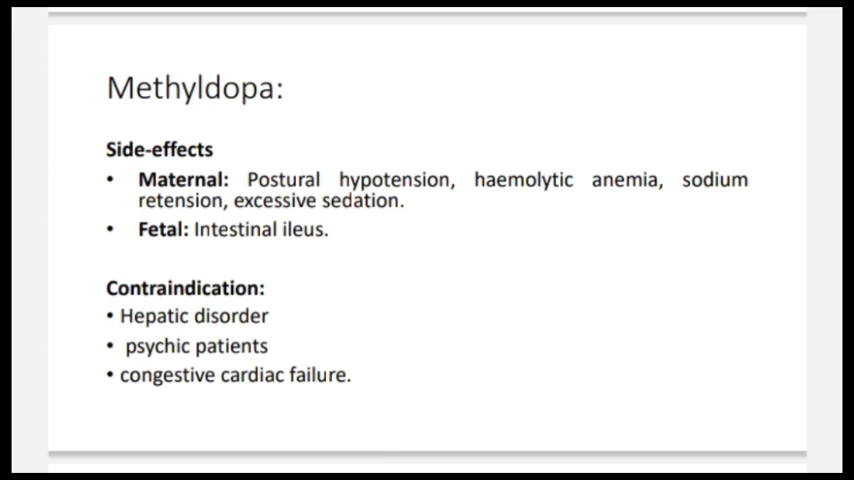 Methyldopa:
Side-effects
• Maternal: Postural hypotension, haemolytic anemia, sodium
retension, excessive sedation.
• Fetal: Intestinal ileus.
Contraindication:
• Hepatic disorder
• psychic patients
• congestive cardiac failure.